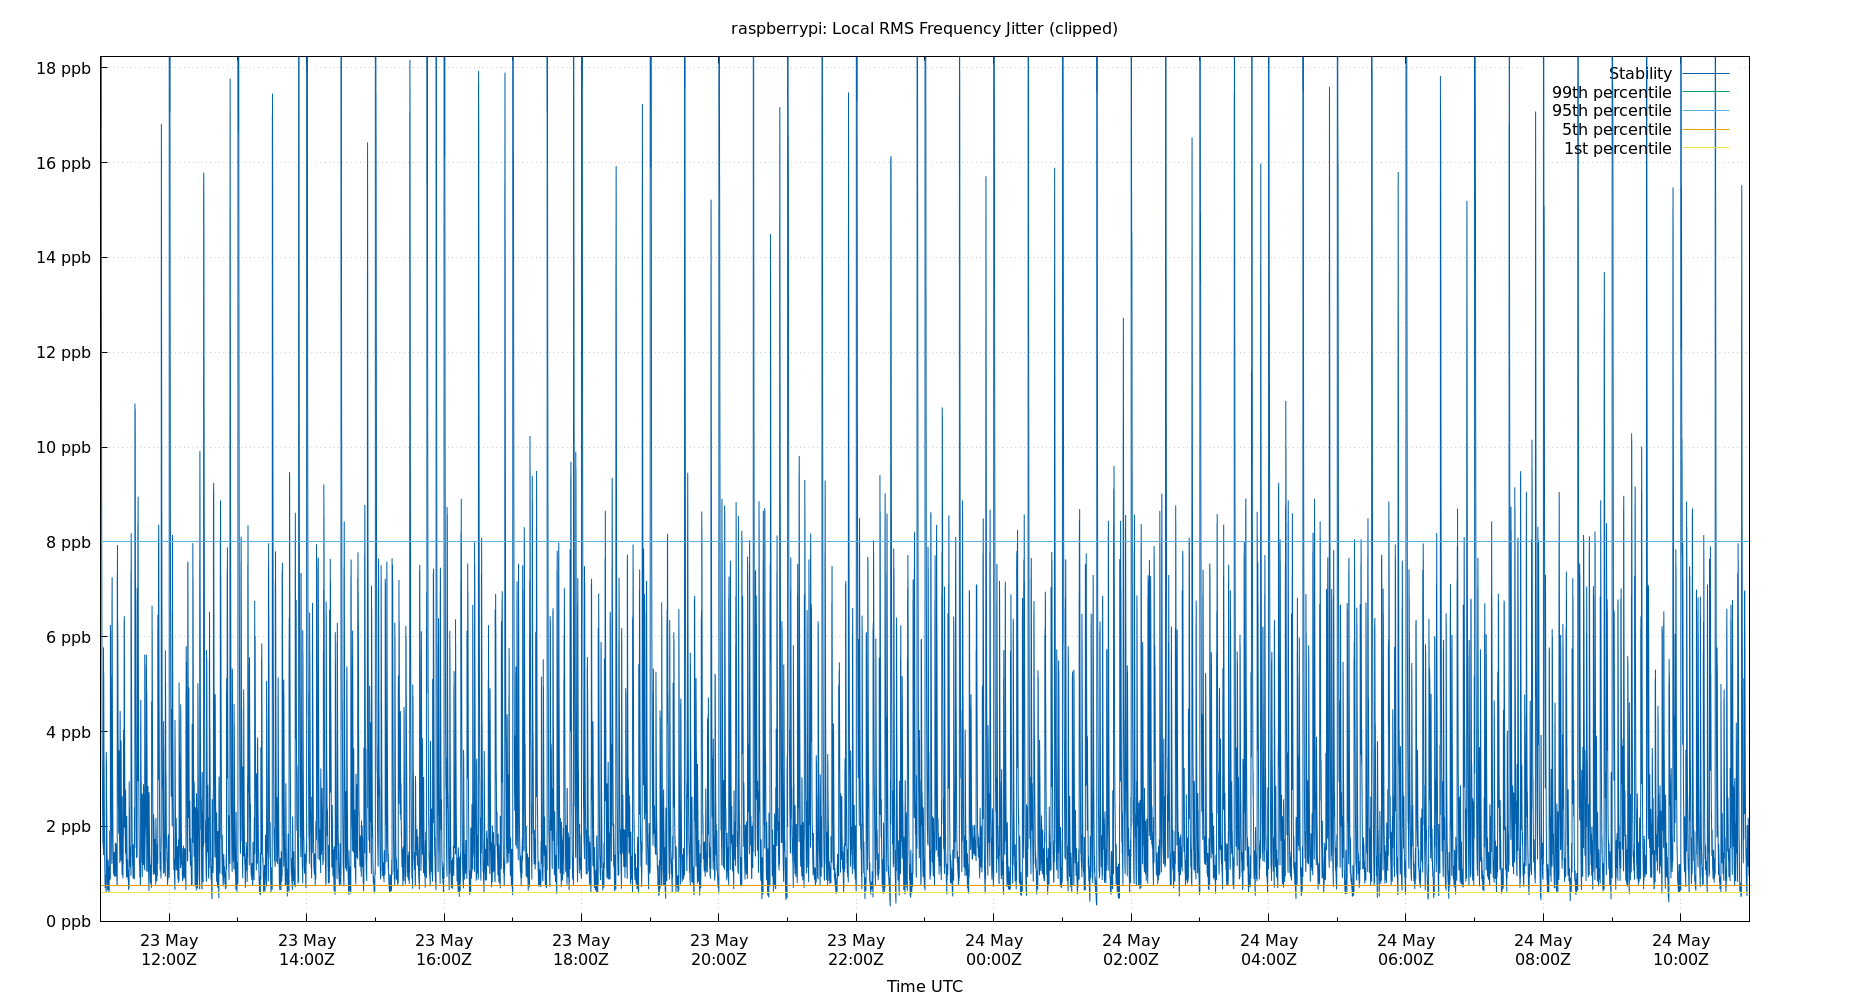 raspberrypi: Local RMS Frequency Jitter (clipped)
18 ppb
16 ppb
14 ppb
12 ppb
10 ppb
8 ppb
6 ppb
4 ppb
2 ppb
0 ppb
Stability
99th percentile
95th percentile
5th percentile
1st percentile
23 May 23 May 23 May 23 May 23 May 23 May 24 May 24 May 24 May 24 May 24 May 24 May
12:00Z 14:00Z 16:00Z 18:00Z 20:00Z 22:00Z 00:00Z 02:00Z 04:00Z 06:00Z 08:00Z 10:00Z
Time UTC